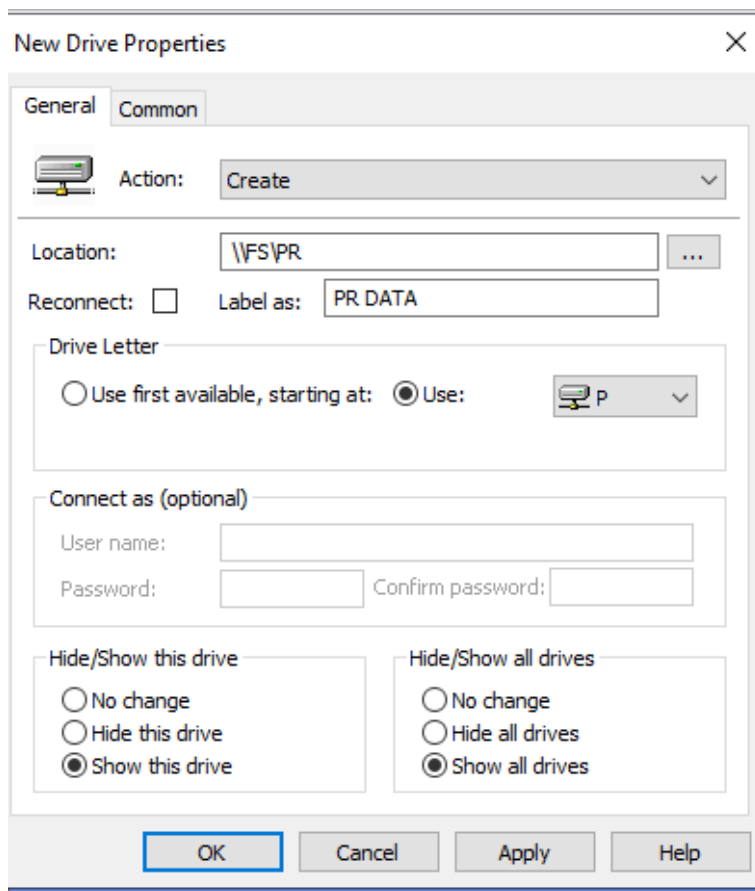 New Drive Properties
General Common
Action: Create
Location: \\FS\PR ...
Reconnect: Label as: PR DATA
Drive Letter
Use first available, starting at: Use: P
Connect as (optional)
User name:
Password: Confirm password:
Hide/Show this drive Hide/Show all drives
No change No change
Hide this drive Hide all drives
Show this drive Show all drives
OK Cancel Apply Help